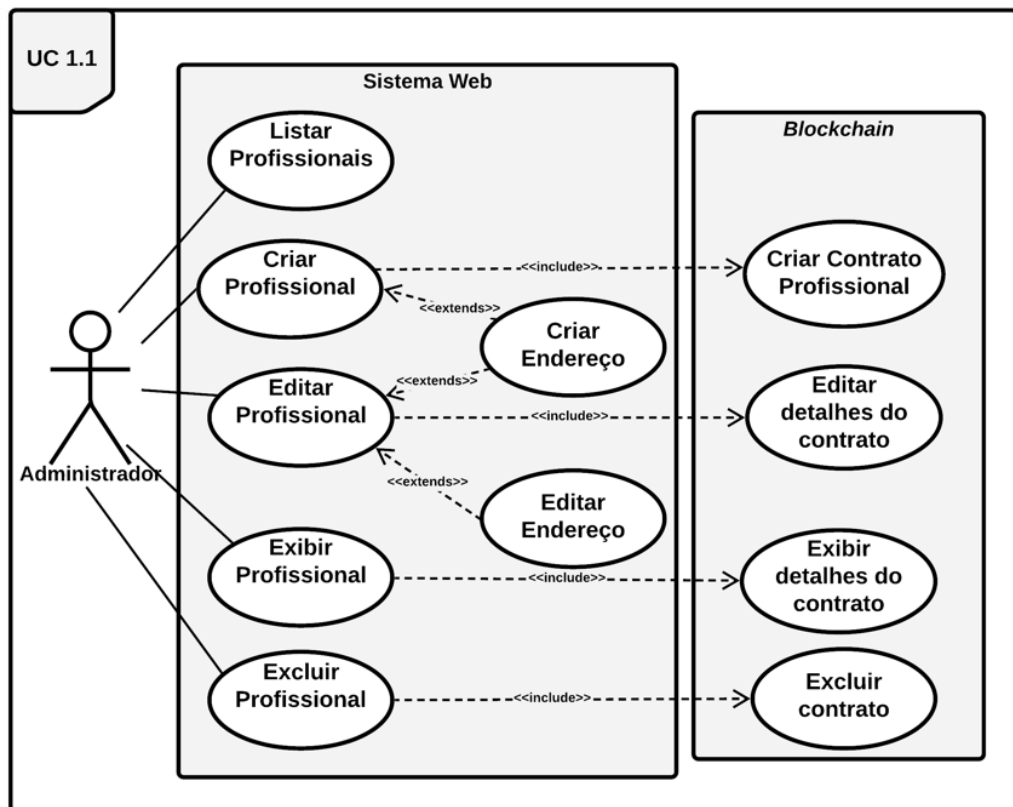 UC 1.1
Sistema Web
Blockchain
Listar
Profissionais
Criar
Profissional
<<include>>
Criar Contrato
Profissional
<<extends>>
Criar
Endereço
<<extends>>
Editar
Profissional
<<include>>
Editar
detalhes do
contrato
Administrador
<<extends>>
Editar
Endereço
Exibir
Profissional
<<include>>
Exibir
detalhes do
contrato
Excluir
Profissional
<<include>>
Excluir
contrato